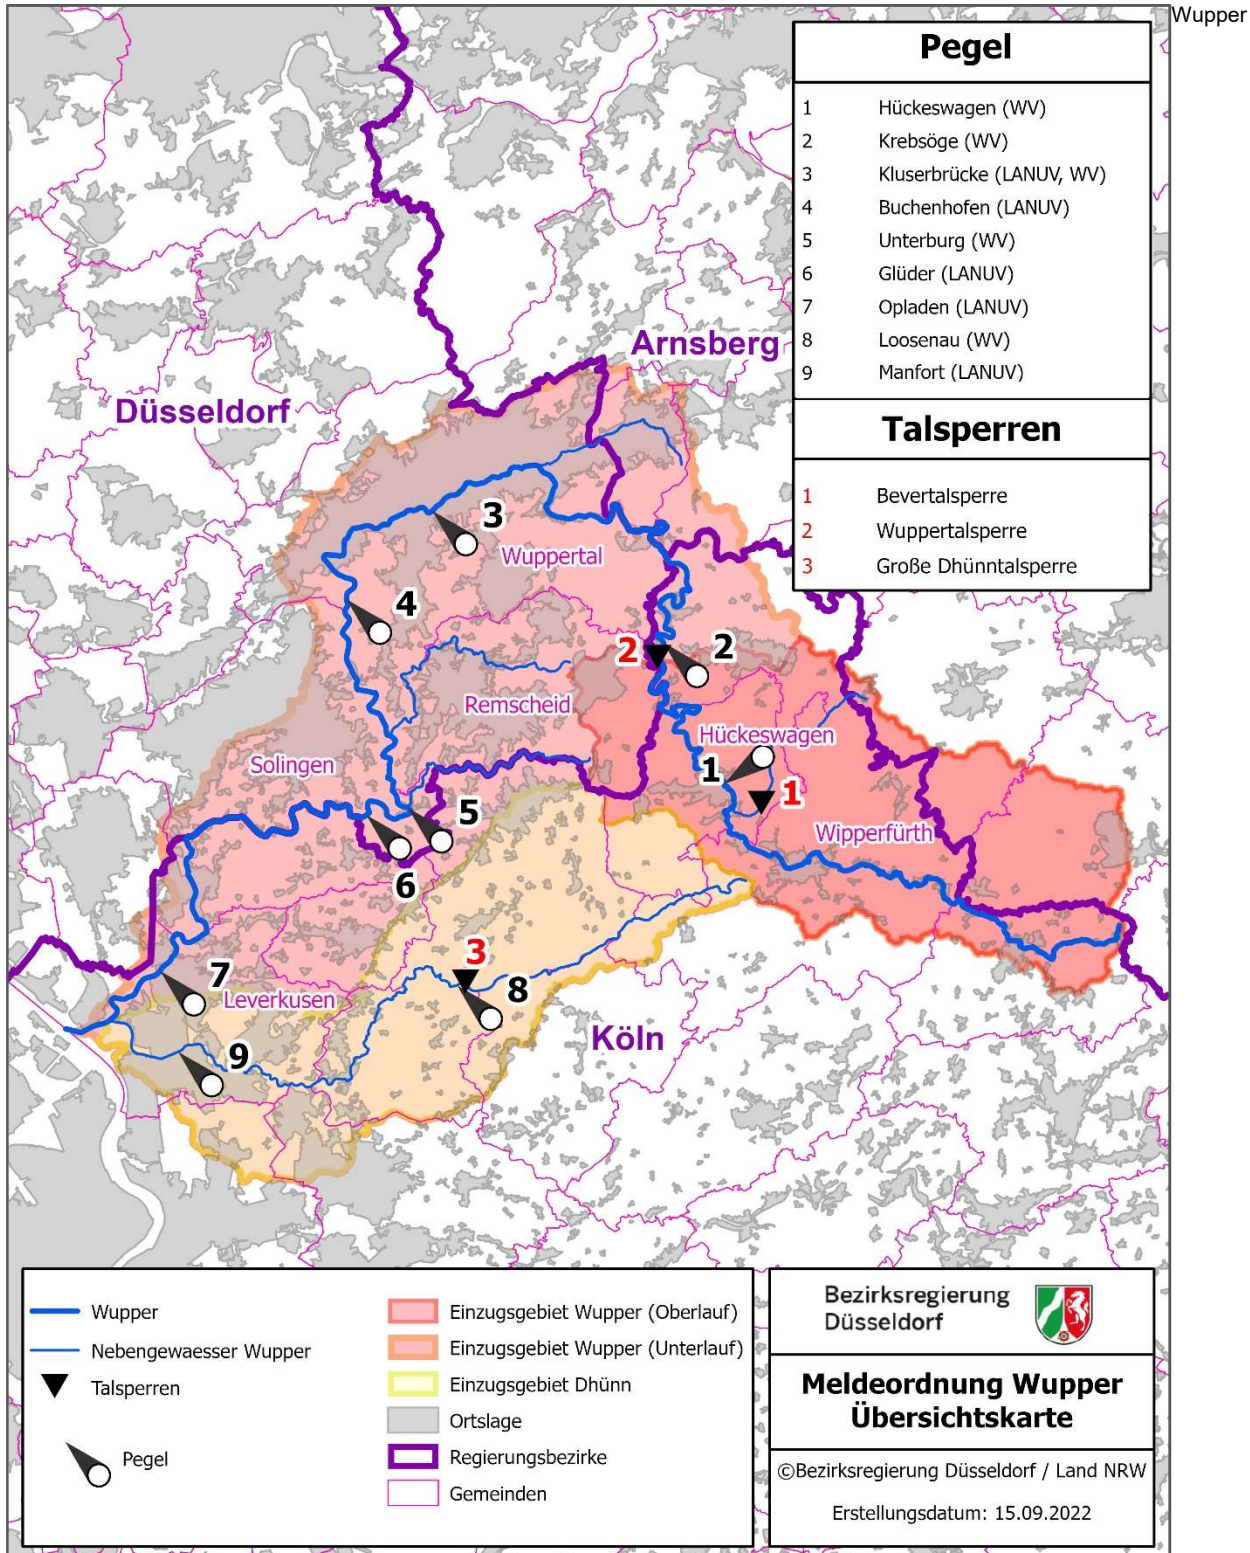 Wupper
Pegel
1 Hückeswagen (WV)
2 Krebsöge (WV)
3 Kluserbrücke (LANUV, WV)
4 Buchenhofen (LANUV)
5 Unterburg (WV)
6 Glüder (LANUV)
7 Opladen (LANUV)
8 Loosenau (WV)
9 Manfort (LANUV)
Talsperren
1 Bevertalsperre
2 Wuppertalsperre
3 Große Dhünntalsperre
Arnsberg
Düsseldorf
3
Wuppertal
4
2
2
Remscheid
Hückeswagen
Solingen
1
1
5
Wipperfürth
6
3
7
Leverkusen
8
Köln
9
Wupper
Nebengewaesser Wupper
Talsperren
Pegel
Einzugsgebiet Wupper (Oberlauf)
Einzugsgebiet Wupper (Unterlauf)
Einzugsgebiet Dhünn
Ortslage
Regierungsbezirke
Gemeinden
Bezirksregierung
Düsseldorf
Meldeordnung Wupper
Übersichtskarte
©Bezirksregierung Düsseldorf / Land NRW
Erstellungsdatum: 15.09.2022